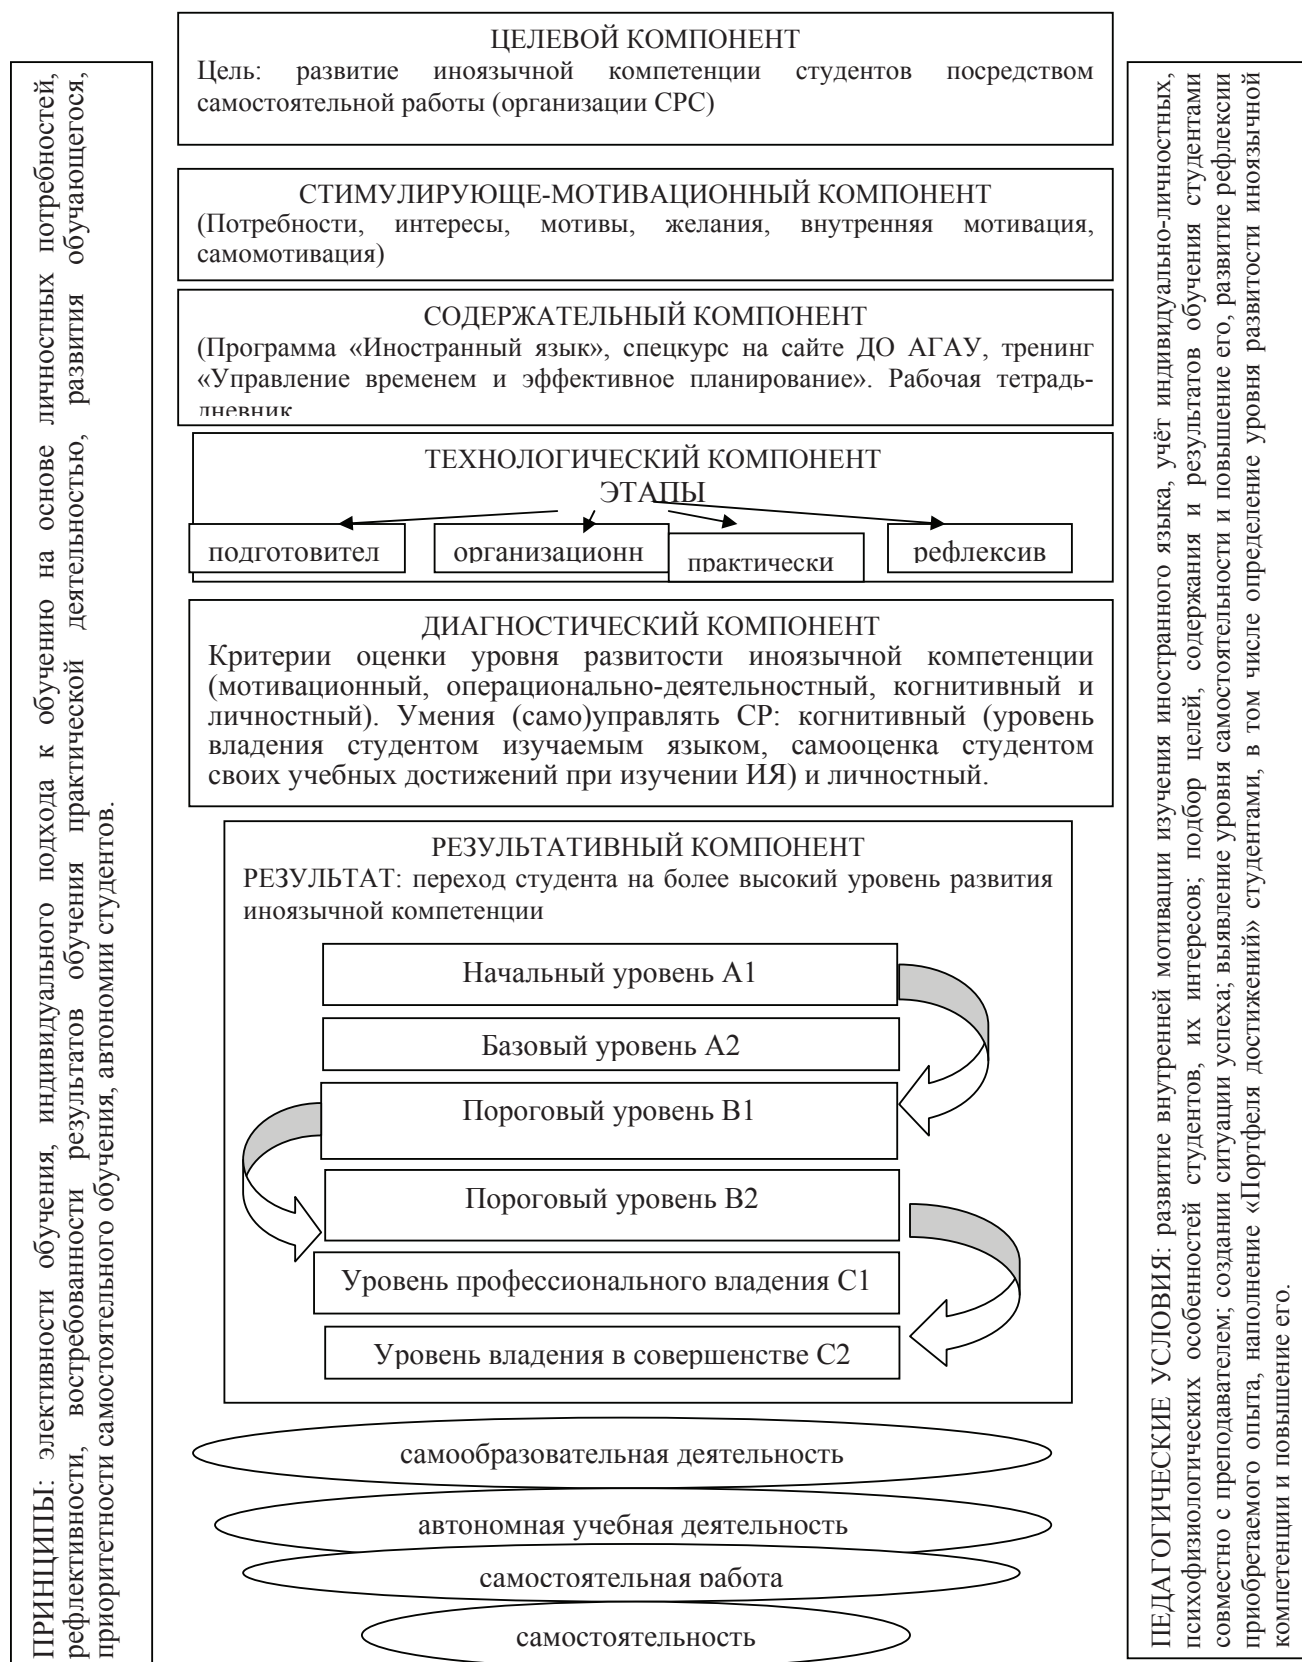 ЦЕЛЕВОЙ КОМПОНЕНТ
Цель: развитие иноязычной компетенции студентов посредством
самостоятельной работы (организации СРС)
СТИМУЛИРУЮЩЕ-МОТИВАЦИОННЫЙ КОМПОНЕНТ
(Потребности, интересы, мотивы, желания, внутренняя мотивация,
самомотивация)
СОДЕРЖАТЕЛЬНЫЙ КОМПОНЕНТ
(Программа «Иностранный язык», спецкурс на сайте ДО АГАУ, тренинг
«Управление временем и эффективное планирование». Рабочая тетрадь-
дневник
ТЕХНОЛОГИЧЕСКИЙ КОМПОНЕНТ
ЭТАПЫ
подготовител
организационн
практически
рефлексив
ДИАГНОСТИЧЕСКИЙ КОМПОНЕНТ
Критерии оценки уровня развитости иноязычной компетенции
(мотивационный, операционально-деятельностный, когнитивный и
личностный). Умения (само)управлять СР: когнитивный (уровень
владения студентом изучаемым языком, самооценка студентом
своих учебных достижений при изучении ИЯ) и личностный.
РЕЗУЛЬТАТИВНЫЙ КОМПОНЕНТ
РЕЗУЛЬТАТ: переход студента на более высокий уровень развития
иноязычной компетенции
Начальный уровень А1
Базовый уровень А2
Пороговый уровень В1
Пороговый уровень В2
Уровень профессионального владения С1
Уровень владения в совершенстве С2
самообразовательная деятельность
автономная учебная деятельность
самостоятельная работа
самостоятельность
ПРИНЦИПЫ: элективности обучения, индивидуального подхода к обучению на основе личностных потребностей,
рефлективности, востребованности результатов обучения практической деятельностью, развития обучающегося,
приоритетности самостоятельного обучения, автономии студентов.
ПЕДАГОГИЧЕСКИЕ УСЛОВИЯ: развитие внутренней мотивации изучения иностранного языка, учёт индивидуально-личностных,
психофизиологических особенностей студентов, их интересов; подбор целей, содержания и результатов обучения студентами
совместно с преподавателем; создании ситуации успеха; выявление уровня самостоятельности и повышение его, развитие рефлексии
приобретаемого опыта, наполнение «Портфеля достижений» студентами, в том числе определение уровня развитости иноязычной
компетенции и повышение его.